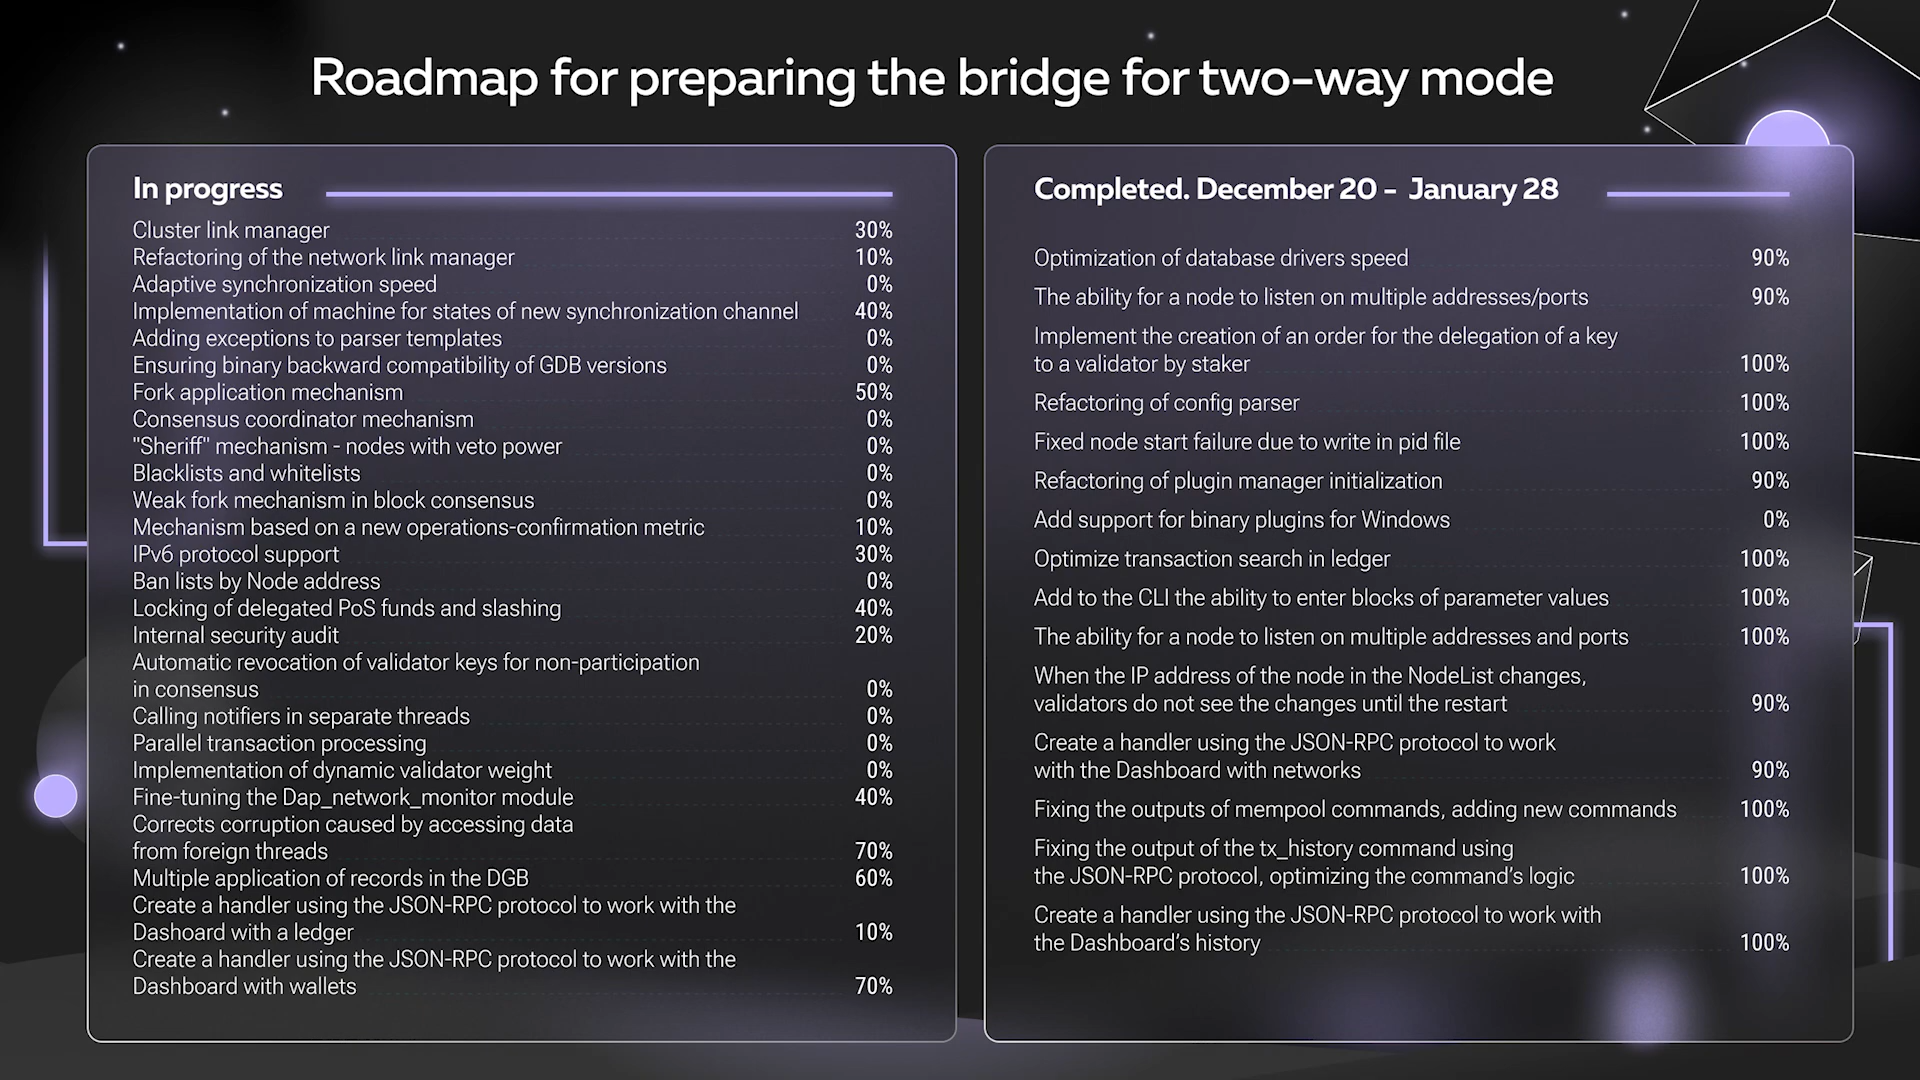 Roadmap for preparing the bridge for two-way mode
In progress
Cluster link manager 30%
Refactoring of the network link manager 10%
Adaptive synchronization speed 0%
Implementation of machine for states of new synchronization channel 40%
Adding exceptions to parser templates 0%
Ensuring binary backward compatibility of GDB versions 0%
Fork application mechanism 50%
Consensus coordinator mechanism 0%
"Sheriff" mechanism - nodes with veto power 0%
Blacklists and whitelists 0%
Weak fork mechanism in block consensus 0%
Mechanism based on a new operations-confirmation metric 10%
IPv6 protocol support 30%
Ban lists by Node address 0%
Locking of delegated PoS funds and slashing 40%
Internal security audit 20%
Automatic revocation of validator keys for non-participation
in consensus 0%
Calling notifiers in separate threads 0%
Parallel transaction processing 0%
Implementation of dynamic validator weight 0%
Fine-tuning the Dap_network_monitor module 40%
Corrects corruption caused by accessing data
from foreign threads 70%
Multiple application of records in the DGB 60%
Create a handler using the JSON-RPC protocol to work with the
Dashoard with a ledger 10%
Create a handler using the JSON-RPC protocol to work with the
Dashboard with wallets 70%
Completed. December 20 - January 28
Optimization of database drivers speed 90%
The ability for a node to listen on multiple addresses/ports 90%
Implement the creation of an order for the delegation of a key
to a validator by staker 100%
Refactoring of config parser 100%
Fixed node start failure due to write in pid file 100%
Refactoring of plugin manager initialization 90%
Add support for binary plugins for Windows 0%
Optimize transaction search in ledger 100%
Add to the CLI the ability to enter blocks of parameter values 100%
The ability for a node to listen on multiple addresses and ports 100%
When the IP address of the node in the NodeList changes,
validators do not see the changes until the restart 90%
Create a handler using the JSON-RPC protocol to work
with the Dashboard with networks 90%
Fixing the outputs of mempool commands, adding new commands 100%
Fixing the output of the tx_history command using
the JSON-RPC protocol, optimizing the command's logic 100%
Create a handler using the JSON-RPC protocol to work with
the Dashboard's history 100%